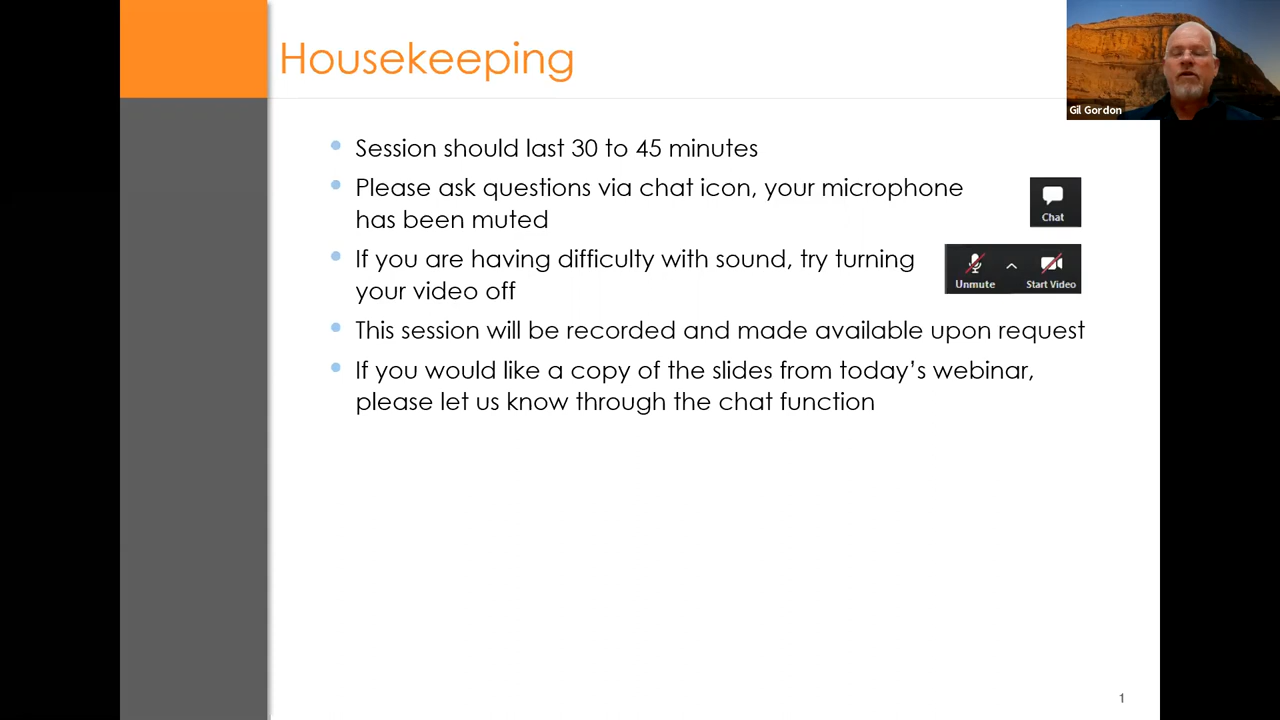 Housekeeping
Gil Gordon
Session should last 30 to 45 minutes
Please ask questions via chat icon, your microphone
has been muted
Chat
If you are having difficulty with sound, try turning
your video off
Unmute
Start Video
This session will be recorded and made available upon request
If you would like a copy of the slides from today’s webinar,
please let us know through the chat function
1